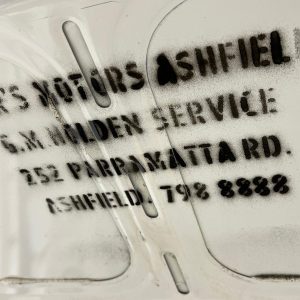 'S MOTORS ASHFIEL
G.M. HOLDEN SERVICE
252 PARRAMATTA RD.
ASHFIELD. 798 8888